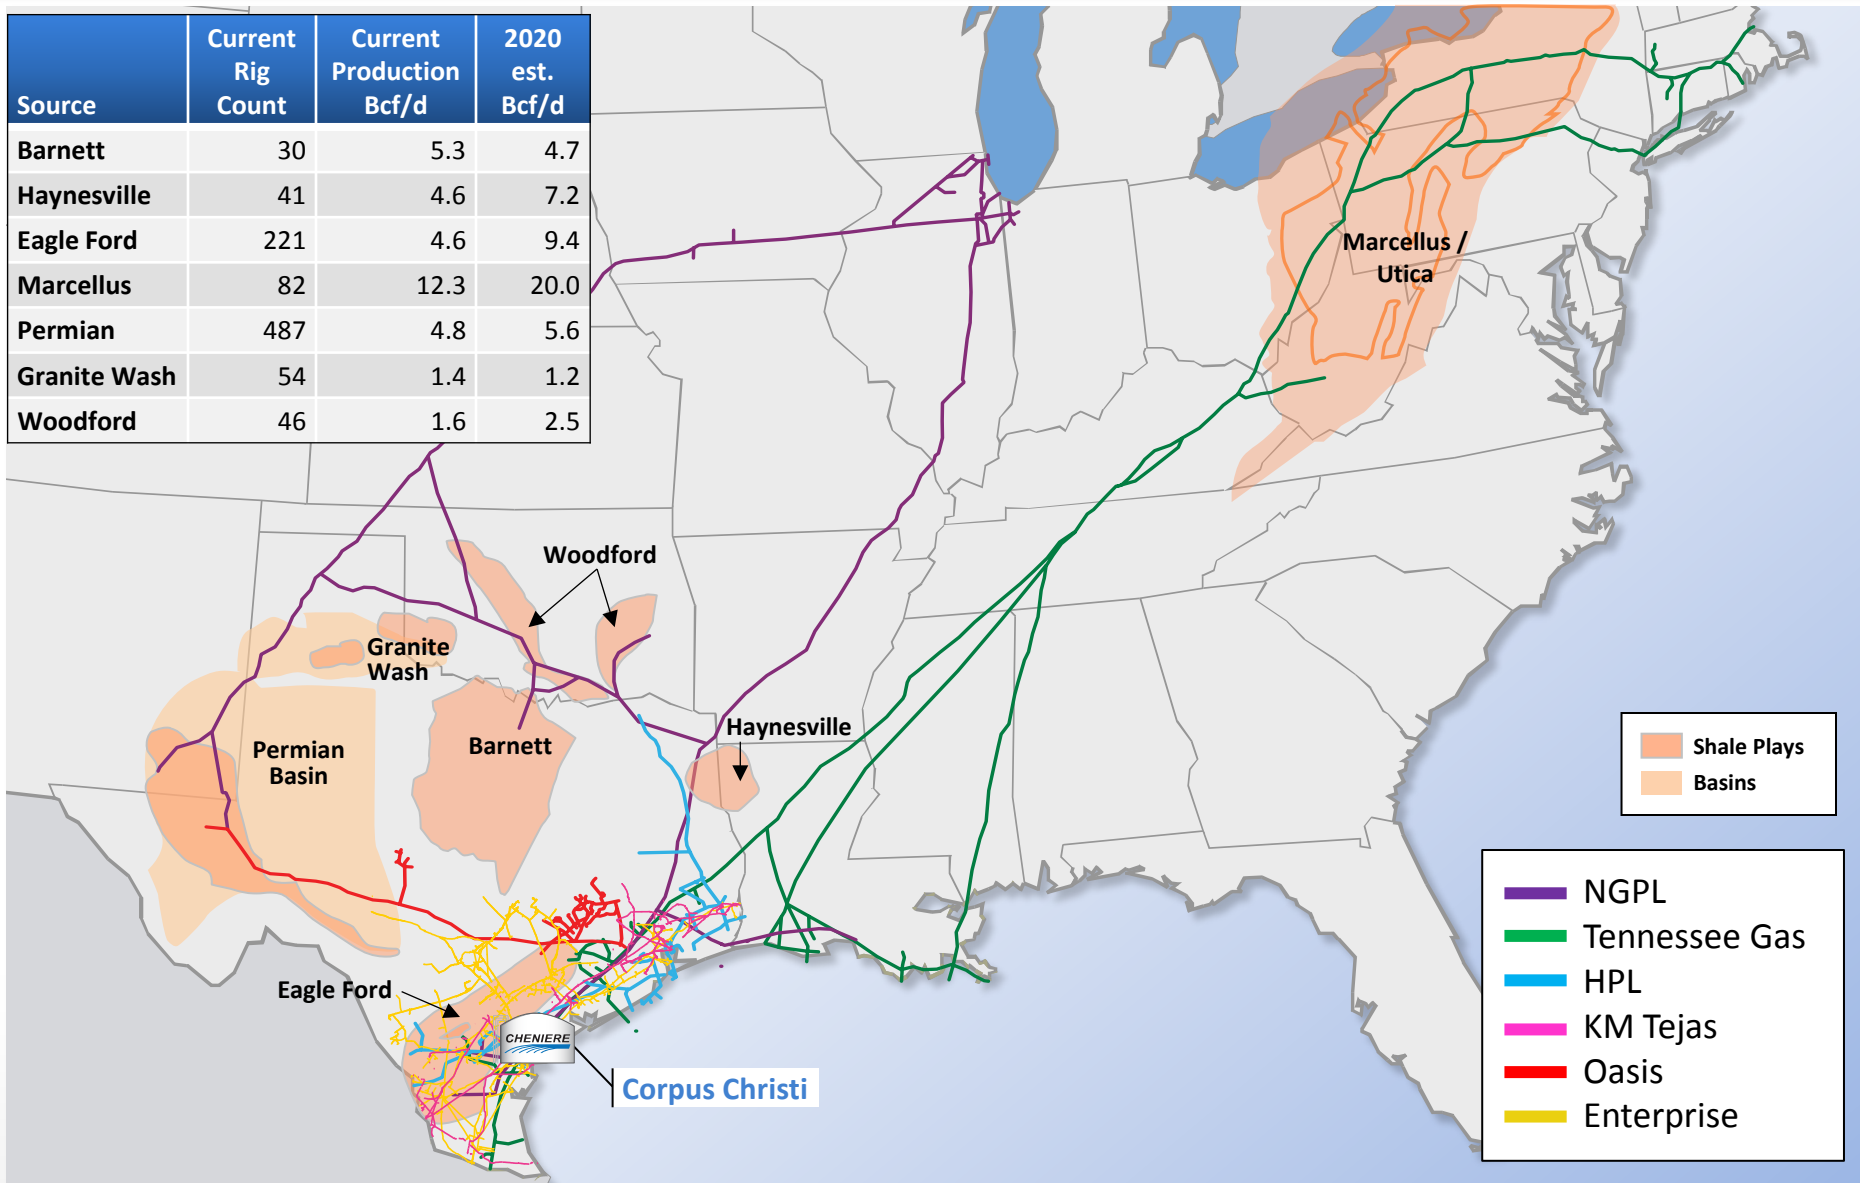 Source	Current Rig Count	Current Production Bcf/d	2020 est. Bcf/d
Barnett	30	5.3	4.7
Haynesville	41	4.6	7.2
Eagle Ford	221	4.6	9.4
Marcellus	82	12.3	20.0
Permian	487	4.8	5.6
Granite Wash	54	1.4	1.2
Woodford	46	1.6	2.5
Marcellus /
Utica
Woodford
Granite
Wash
Permian
Basin
Barnett
Haynesville
Eagle Ford
CHENIERE
Corpus Christi
Shale Plays
Basins
NGPL
Tennessee Gas
HPL
KM Tejas
Oasis
Enterprise